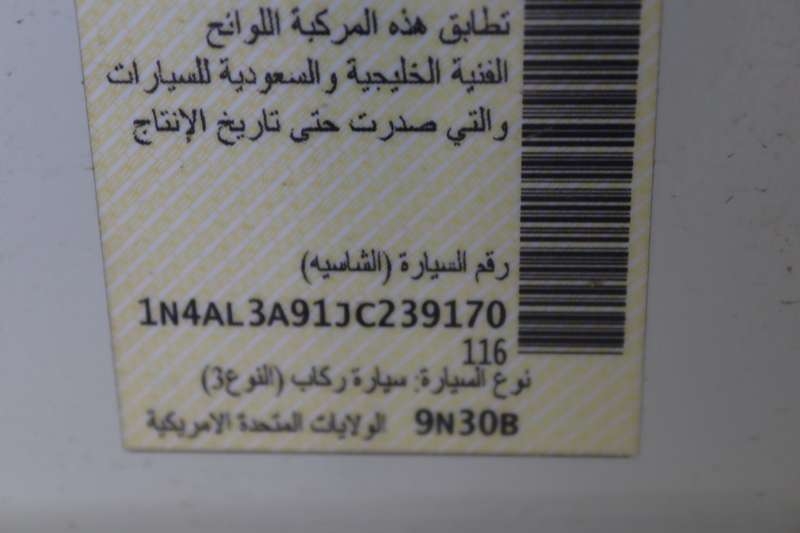 تطابق هذه المركبة اللوائح
الفنية الخليجية والسعودية للسيارات
والتي صدرت حتى تاريخ الإنتاج
رقم السيارة (الشاسيه)
1N4AL3A91JC239170
116
نوع السيارة: سيارة ركاب (النوع3)
9N30B الولايات المتحدة الامريكية